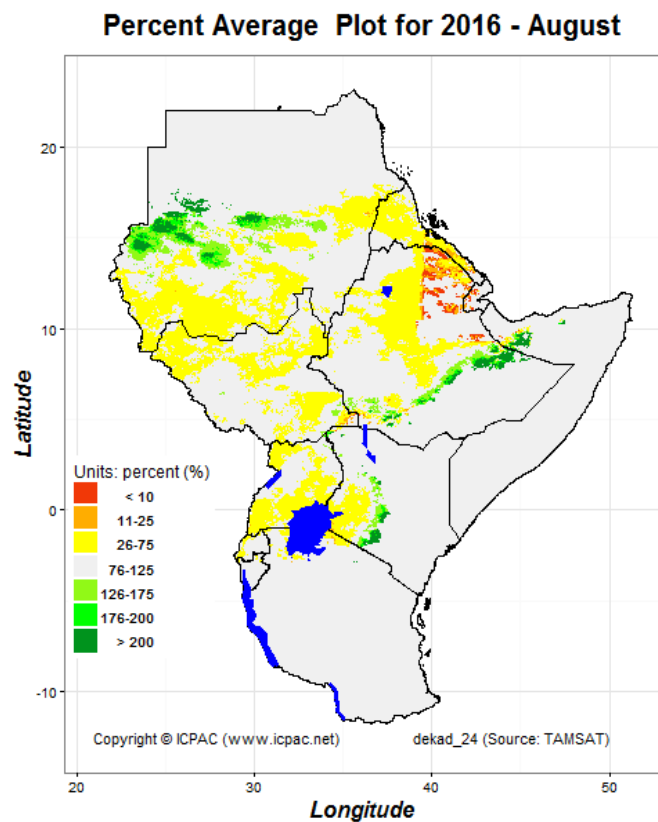 Percent Average Plot for 2016 - August
20
10
0
-10
Latitude
Units: percent (%)
< 10
11-25
26-75
76-125
126-175
176-200
> 200
Copyright © ICPAC (www.icpac.net) dekad_24 (Source: TAMSAT)
20 30 40 50
Longitude